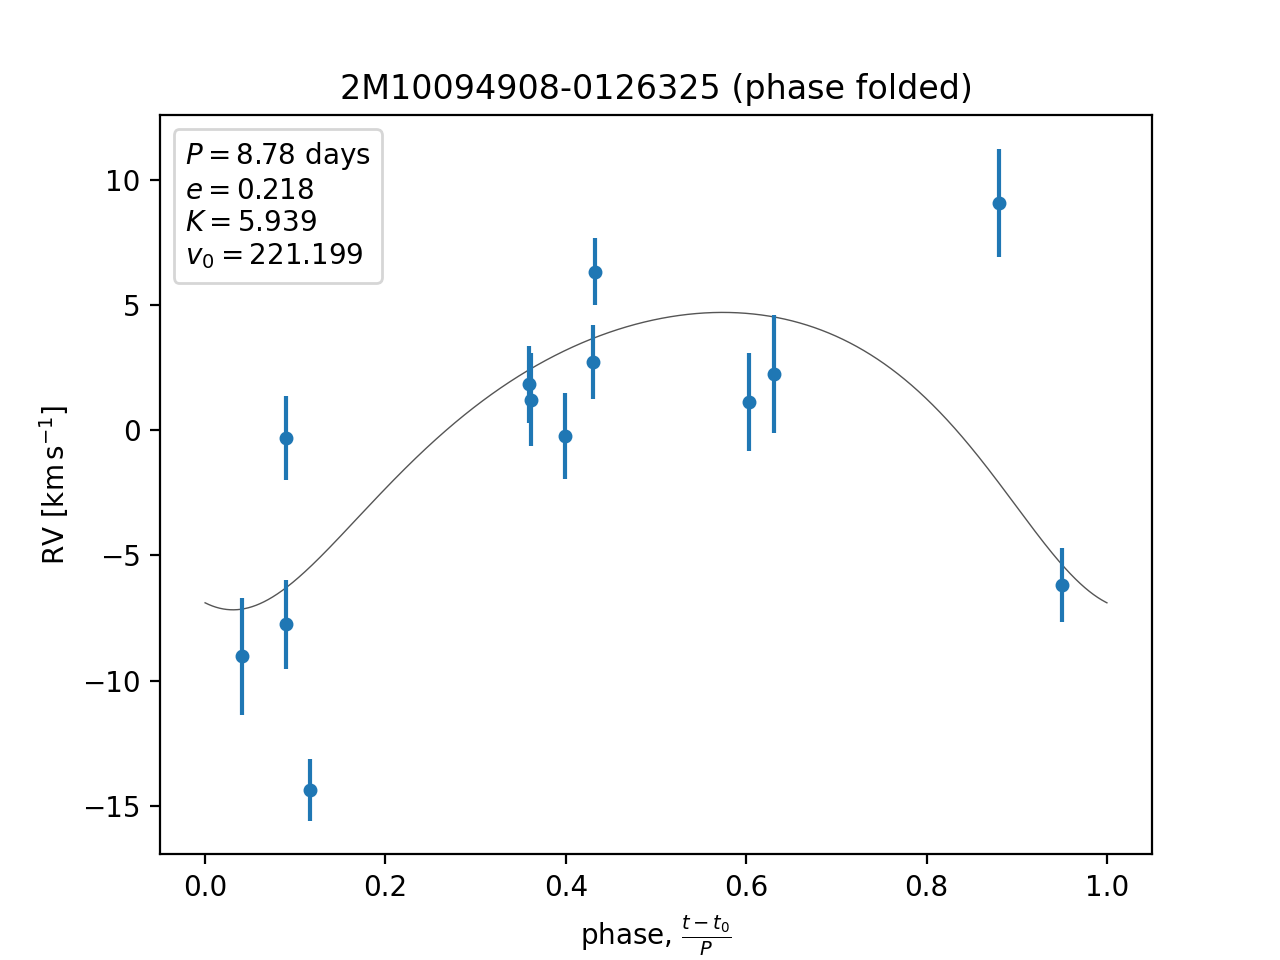 2M10094908-0126325 (phase folded)
P = 8.78 days
e = 0.218
K = 5.939
v₀ = 221.199
10
5
0
−5
−10
−15
RV [km s⁻¹]
0.0 0.2 0.4 0.6 0.8 1.0
phase, (t − t₀)/P